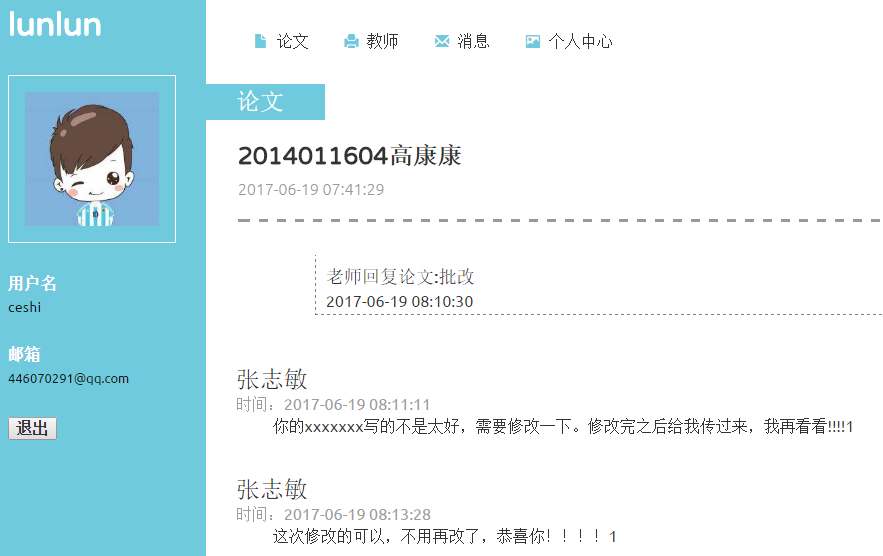 lunlun
论文 教师 消息 个人中心
论文
2014011604高康康
2017-06-19 07:41:29
老师回复论文:批改
2017-06-19 08:10:30
用户名
ceshi
邮箱
446070291@qq.com
退出
张志敏
时间：2017-06-19 08:11:11
你的xxxxxxx写的不是太好，需要修改一下。修改完之后给我传过来，我再看看!!!!1
张志敏
时间：2017-06-19 08:13:28
这次修改的可以，不用再改了，恭喜你！！！！1